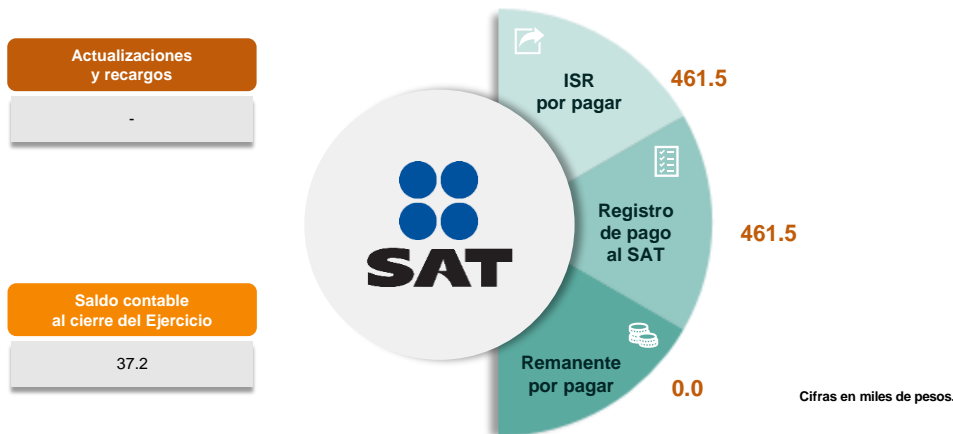 Actualizaciones
y recargos
-
Saldo contable
al cierre del Ejercicio
37.2
SAT
ISR
por pagar
461.5
Registro
de pago
al SAT
461.5
Remanente
por pagar
0.0
Cifras en miles de pesos.